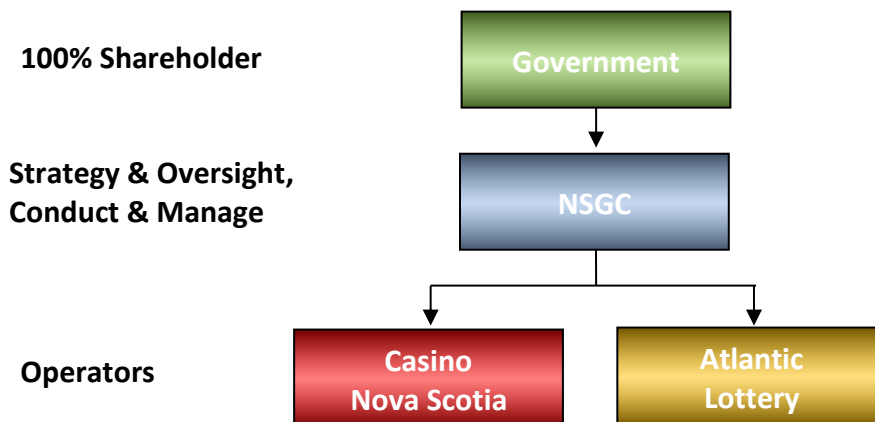 100% Shareholder
Government
Strategy & Oversight,
Conduct & Manage
NSGC
Operators
Casino
Nova Scotia
Atlantic
Lottery